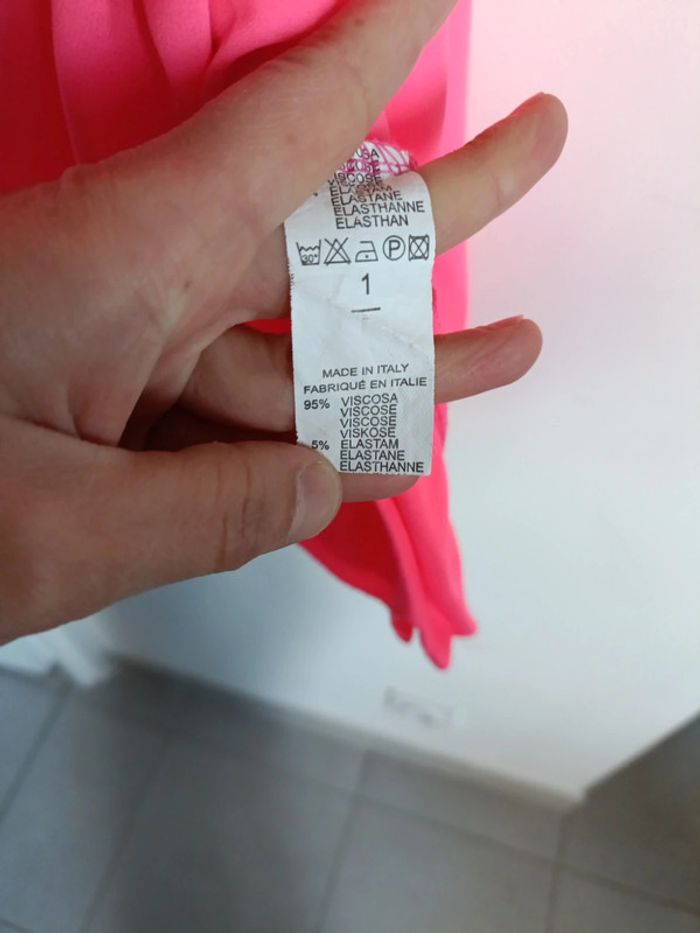 VISCOSE
ELASTAM
ELASTANE
ELASTHANNE
ELASTHAN
30° P
1
MADE IN ITALY
FABRIQUÉ EN ITALIE
95% VISCOSA
VISCOSE
VISCOSE
VISKOSE
5% ELASTAM
ELASTANE
ELASTHANNE